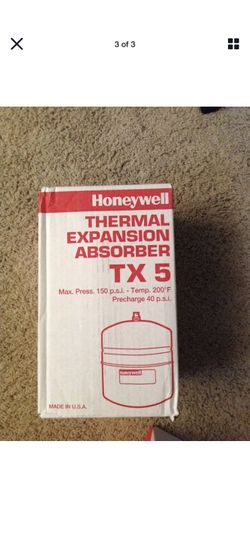 3 of 3
Honeywell
THERMAL
EXPANSION
ABSORBER
TX 5
Max. Press. 150 p.s.i. - Temp. 200°F
Precharge 40 p.s.i.
Honeywell
MADE IN U.S.A.